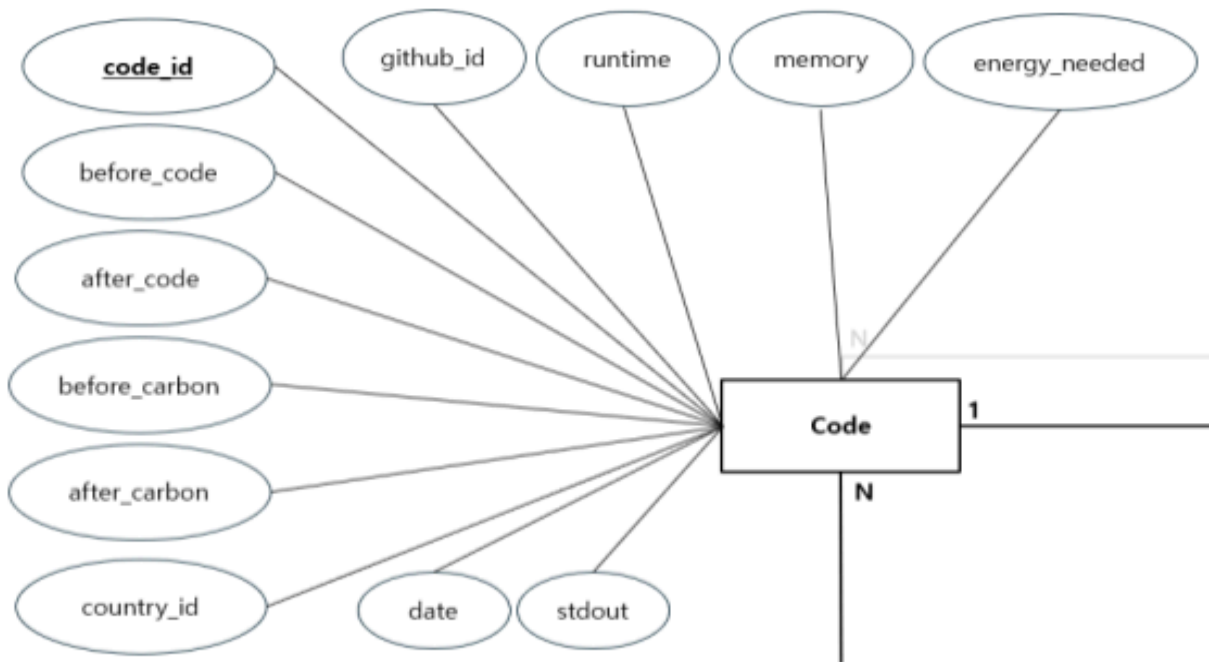 code_id
github_id
runtime
memory
energy_needed
before_code
after_code
before_carbon
after_carbon
country_id
date
stdout
N
Code
1
N